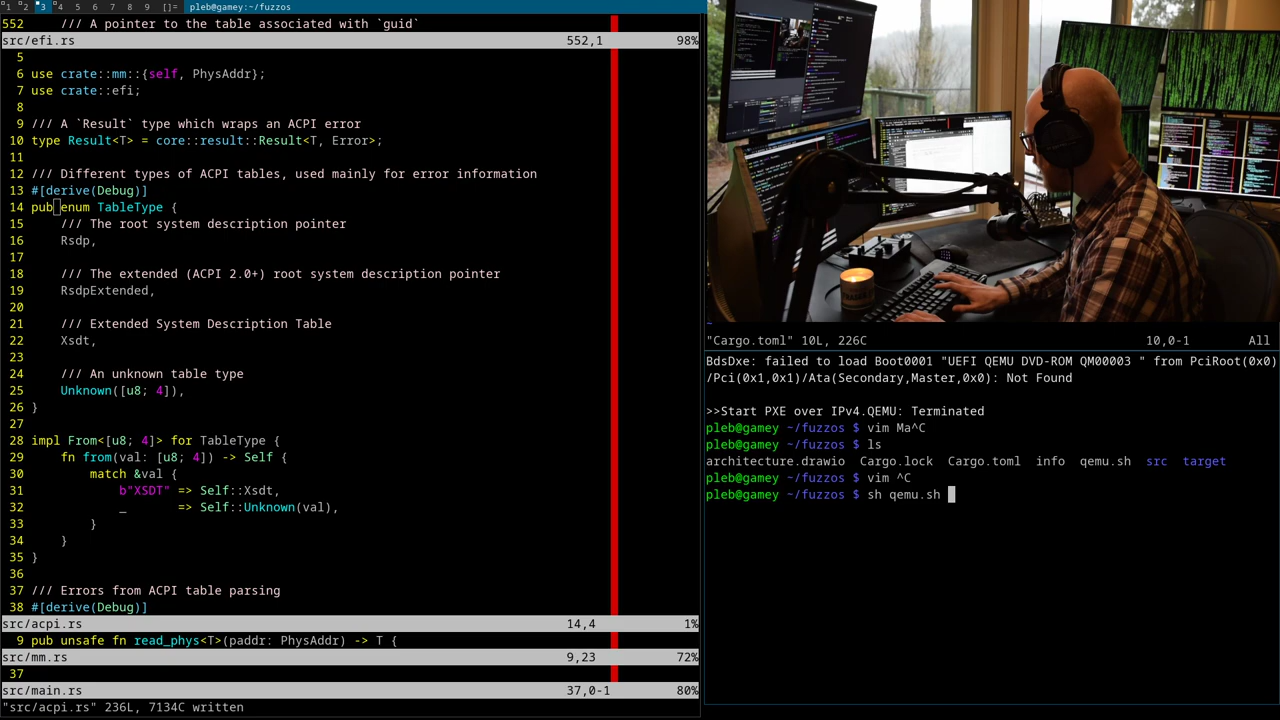 1 2 3 4 5 6 7 8 9 []= pleb@gamey:~/fuzzos
552     /// A pointer to the table associated with `guid`
src/efi.rs 552,1 98%
5
6 use crate::mm::{self, PhysAddr};
7 use crate::efi;
8
9 /// A `Result` type which wraps an ACPI error
10 type Result<T> = core::result::Result<T, Error>;
11
12 /// Different types of ACPI tables, used mainly for error information
13 #[derive(Debug)]
14 pub enum TableType {
15     /// The root system description pointer
16     Rsdp,
17
18     /// The extended (ACPI 2.0+) root system description pointer
19     RsdpExtended,
20
21     /// Extended System Description Table
22     Xsdt,
23
24     /// An unknown table type
25     Unknown([u8; 4]),
26 }
27
28 impl From<[u8; 4]> for TableType {
29     fn from(val: [u8; 4]) -> Self {
30         match &val {
31             b"XSDT" => Self::Xsdt,
32             _       => Self::Unknown(val),
33         }
34     }
35 }
36
37 /// Errors from ACPI table parsing
38 #[derive(Debug)]
src/acpi.rs 14,4 1%
9 pub unsafe fn read_phys<T>(paddr: PhysAddr) -> T {
src/mm.rs 9,23 72%
37
src/main.rs 37,0-1 80%
"src/acpi.rs" 236L, 7134C written
~
"Cargo.toml" 10L, 226C 10,0-1 All
BdsDxe: failed to load Boot0001 "UEFI QEMU DVD-ROM QM00003 " from PciRoot(0x0)
/Pci(0x1,0x1)/Ata(Secondary,Master,0x0): Not Found
>>Start PXE over IPv4.QEMU: Terminated
pleb@gamey ~/fuzzos $ vim Ma^C
pleb@gamey ~/fuzzos $ ls
architecture.drawio  Cargo.lock  Cargo.toml  info  qemu.sh  src  target
pleb@gamey ~/fuzzos $ vim ^C
pleb@gamey ~/fuzzos $ sh qemu.sh